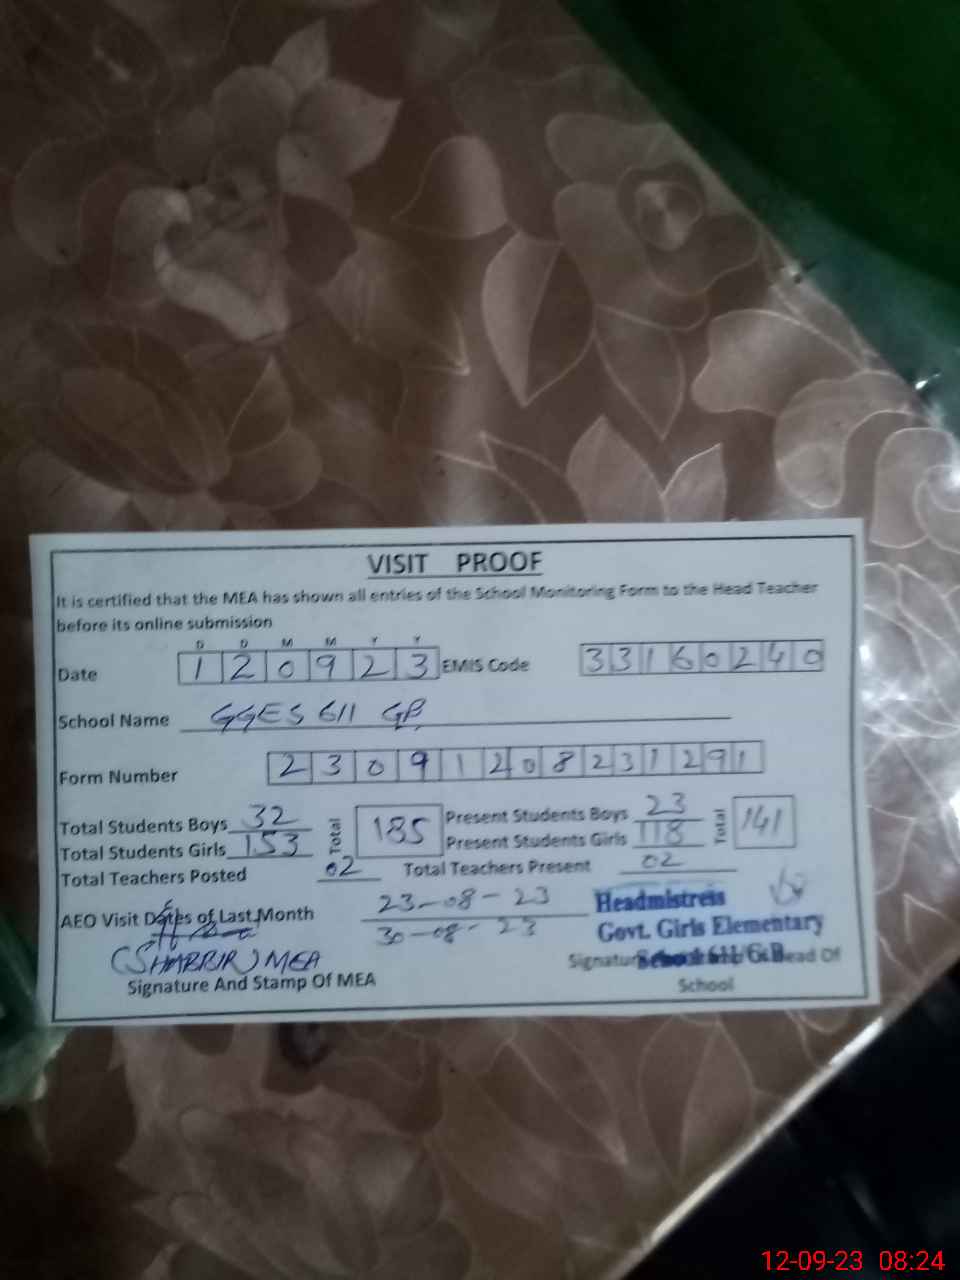 VISIT PROOF
It is certified that the MEA has shown all entries of the School Monitoring Form to the Head Teacher
before its online submission
D D M M Y Y
Date 1 2 0 9 2 3 EMIS Code 3 3 1 6 0 2 4 0
School Name GGES 611 GB
Form Number 2 3 0 9 1 2 0 8 2 3 1 2 9 1
Total Students Boys 32 Total 185 Present Students Boys 23 Total 141
Total Students Girls 153 Present Students Girls 118
Total Teachers Posted 02 Total Teachers Present 02
AEO Visit Dates of Last Month 23-08-23
30-08-23
Headmistress
Govt. Girls Elementary
School 611/G.B
(SHABBIR) MEA
Signature And Stamp Of MEA
Signature Head Of
School
12-09-23 08:24